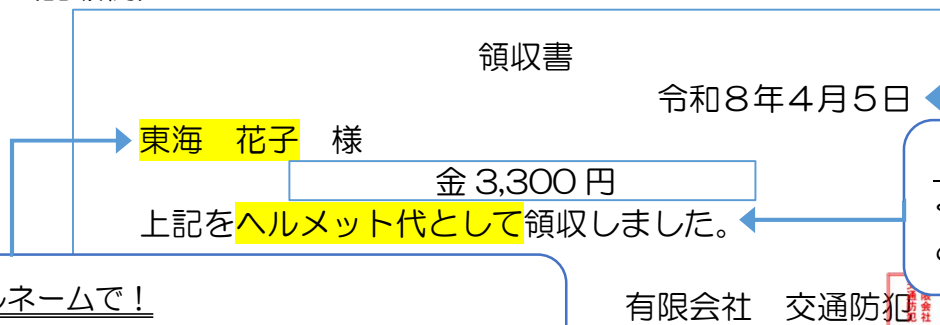 領収書
令和８年４月５日
東海　花子　様
金 3,300 円
上記をヘルメット代として領収しました。
ルネームで！
有限会社　交通防犯